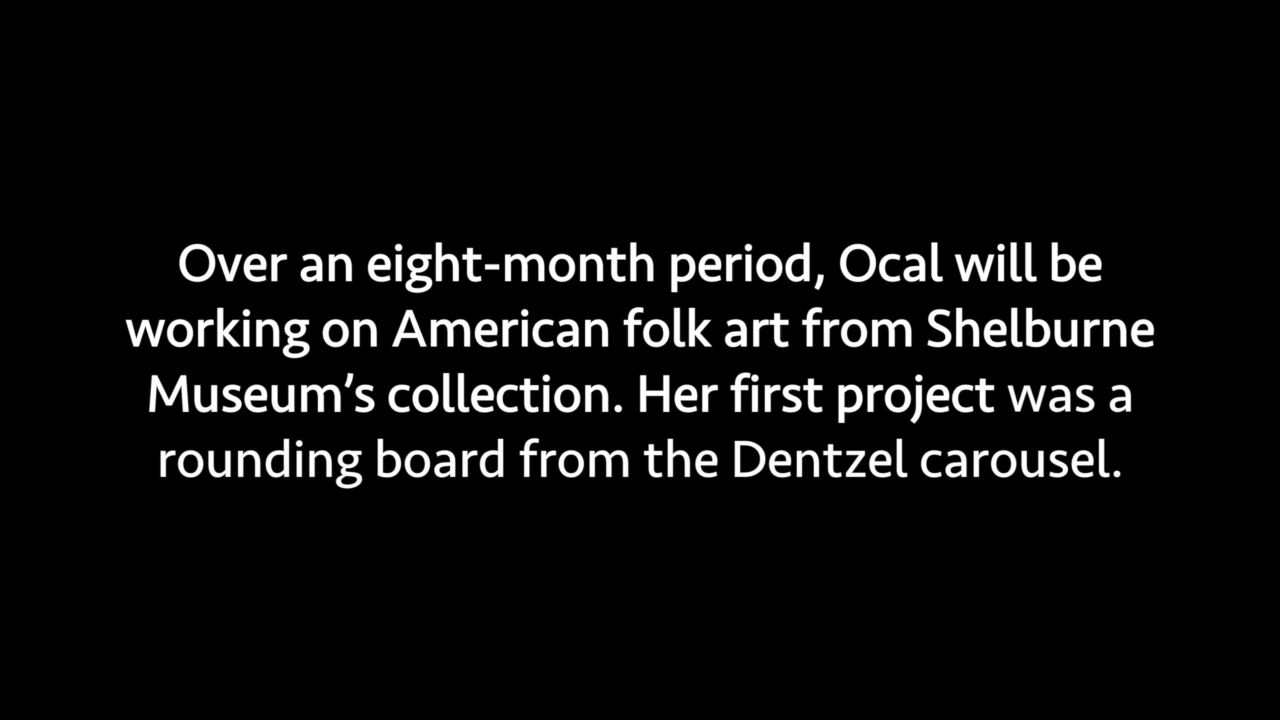 Over an eight-month period, Ocal will be
working on American folk art from Shelburne
Museum’s collection. Her first project was a
rounding board from the Dentzel carousel.